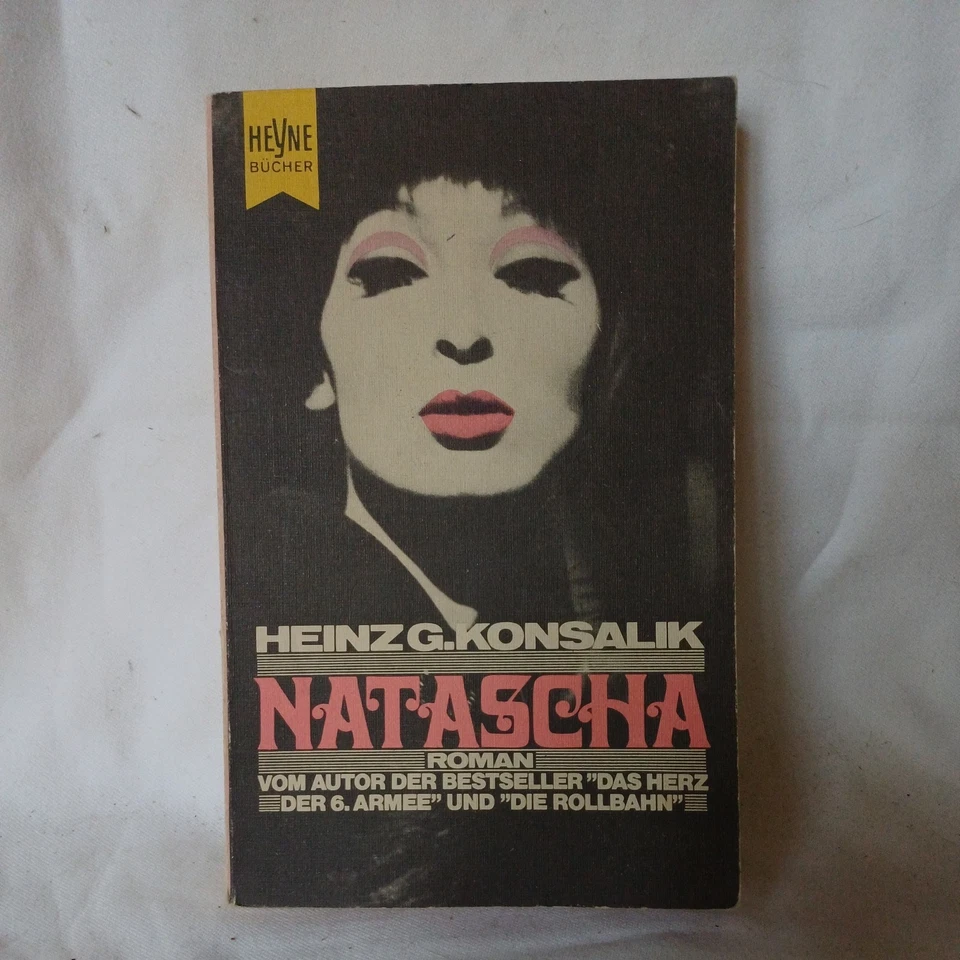 HEYNE
BÜCHER
HEINZ G. KONSALIK
NATASCHA
ROMAN
VOM AUTOR DER BESTSELLER "DAS HERZ
DER 6. ARMEE" UND "DIE ROLLBAHN"